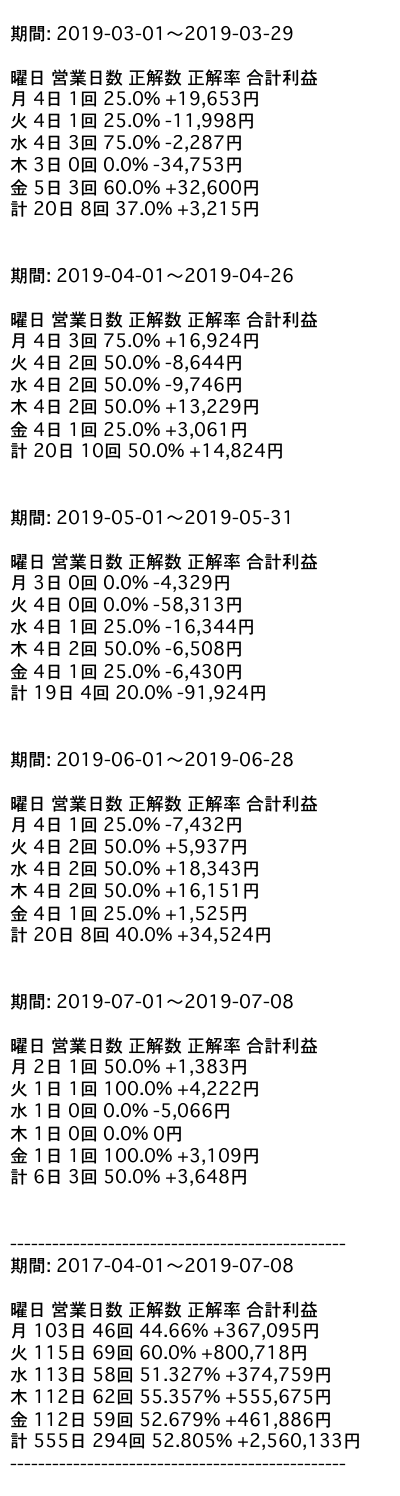 期間: 2019-03-01〜2019-03-29
曜日 営業日数 正解数 正解率 合計利益
月 4日 1回 25.0% +19,653円
火 4日 1回 25.0% -11,998円
水 4日 3回 75.0% -2,287円
木 3日 0回 0.0% -34,753円
金 5日 3回 60.0% +32,600円
計 20日 8回 37.0% +3,215円
期間: 2019-04-01〜2019-04-26
曜日 営業日数 正解数 正解率 合計利益
月 4日 3回 75.0% +16,924円
火 4日 2回 50.0% -8,644円
水 4日 2回 50.0% -9,746円
木 4日 2回 50.0% +13,229円
金 4日 1回 25.0% +3,061円
計 20日 10回 50.0% +14,824円
期間: 2019-05-01〜2019-05-31
曜日 営業日数 正解数 正解率 合計利益
月 3日 0回 0.0% -4,329円
火 4日 0回 0.0% -58,313円
水 4日 1回 25.0% -16,344円
木 4日 2回 50.0% -6,508円
金 4日 1回 25.0% -6,430円
計 19日 4回 20.0% -91,924円
期間: 2019-06-01〜2019-06-28
曜日 営業日数 正解数 正解率 合計利益
月 4日 1回 25.0% -7,432円
火 4日 2回 50.0% +5,937円
水 4日 2回 50.0% +18,343円
木 4日 2回 50.0% +16,151円
金 4日 1回 25.0% +1,525円
計 20日 8回 40.0% +34,524円
期間: 2019-07-01〜2019-07-08
曜日 営業日数 正解数 正解率 合計利益
月 2日 1回 50.0% +1,383円
火 1日 1回 100.0% +4,222円
水 1日 0回 0.0% -5,066円
木 1日 0回 0.0% 0円
金 1日 1回 100.0% +3,109円
計 6日 3回 50.0% +3,648円
------------------------------------------------
期間: 2017-04-01〜2019-07-08
曜日 営業日数 正解数 正解率 合計利益
月 103日 46回 44.66% +367,095円
火 115日 69回 60.0% +800,718円
水 113日 58回 51.327% +374,759円
木 112日 62回 55.357% +555,675円
金 112日 59回 52.679% +461,886円
計 555日 294回 52.805% +2,560,133円
------------------------------------------------